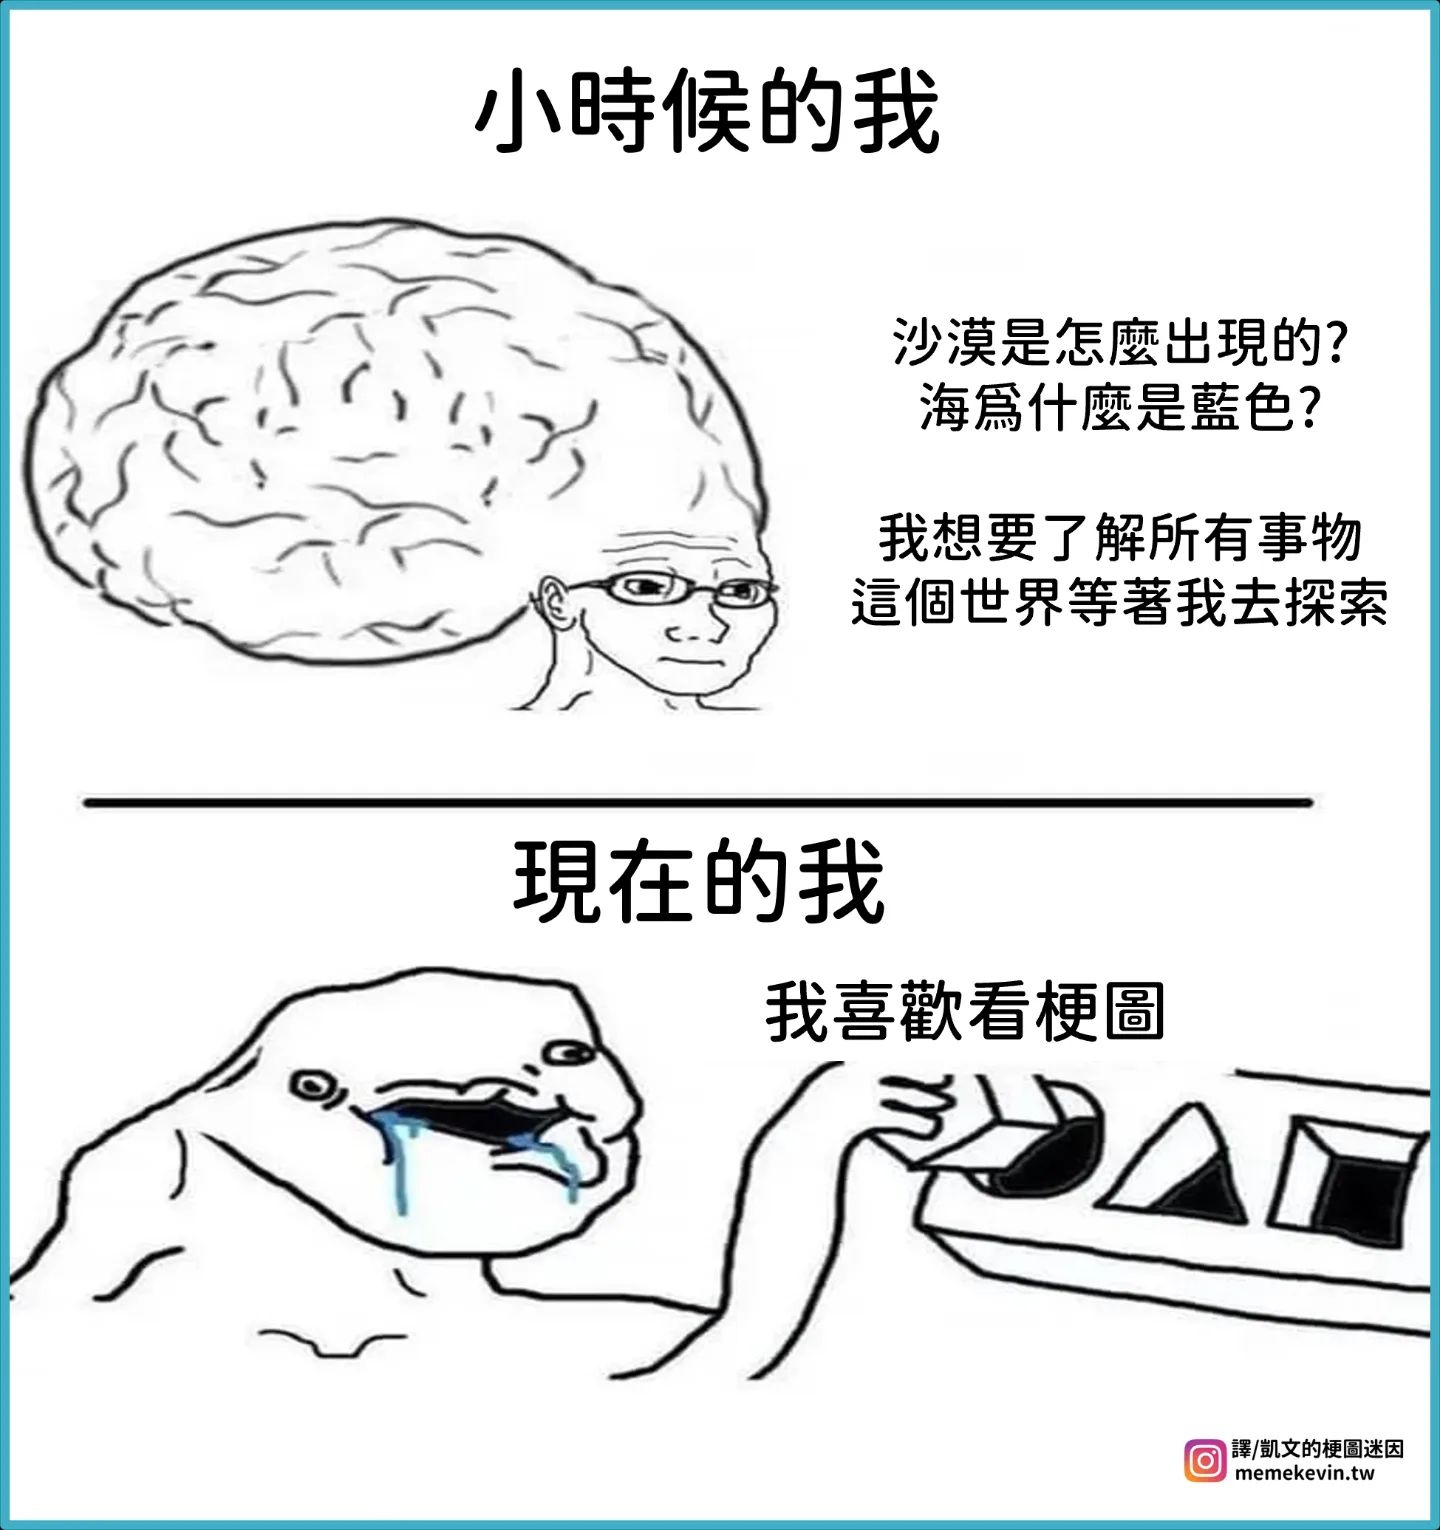 小時候的我
沙漠是怎麼出現的?
海爲什麼是藍色?
我想要了解所有事物
這個世界等著我去探索
現在的我
我喜歡看梗圖
譯/凱文的梗圖迷因
memekevin.tw